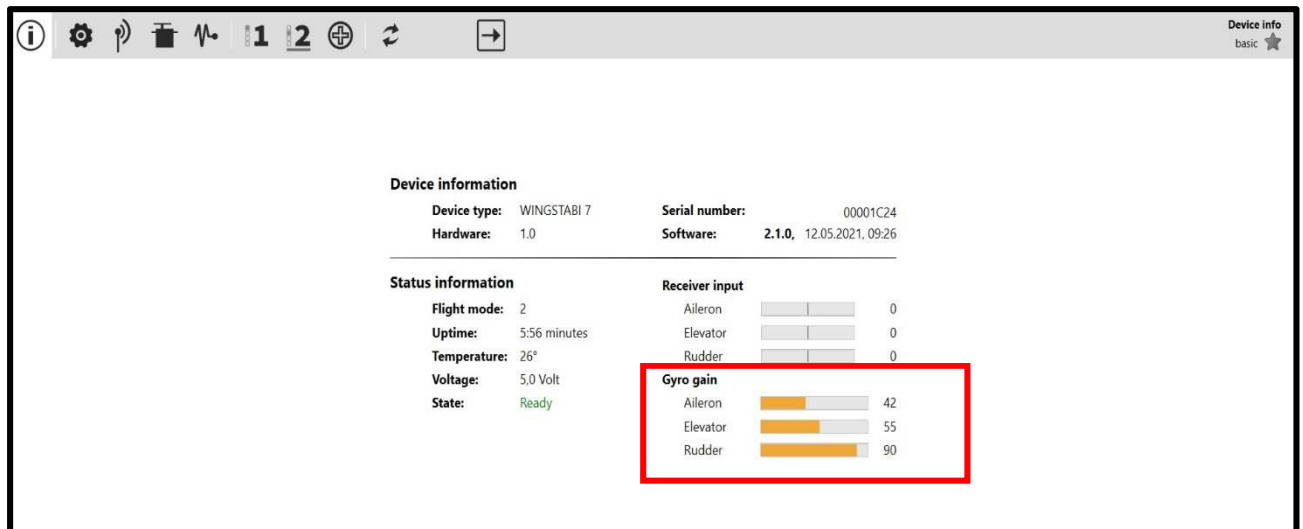 1 2
Device info
basic
Device information
Device type: WINGSTABI 7 Serial number: 00001C24
Hardware: 1.0 Software: 2.1.0, 12.05.2021, 09:26
Status information
Flight mode: 2
Uptime: 5:56 minutes
Temperature: 26°
Voltage: 5,0 Volt
State: Ready
Receiver input
Aileron 0
Elevator 0
Rudder 0
Gyro gain
Aileron 42
Elevator 55
Rudder 90